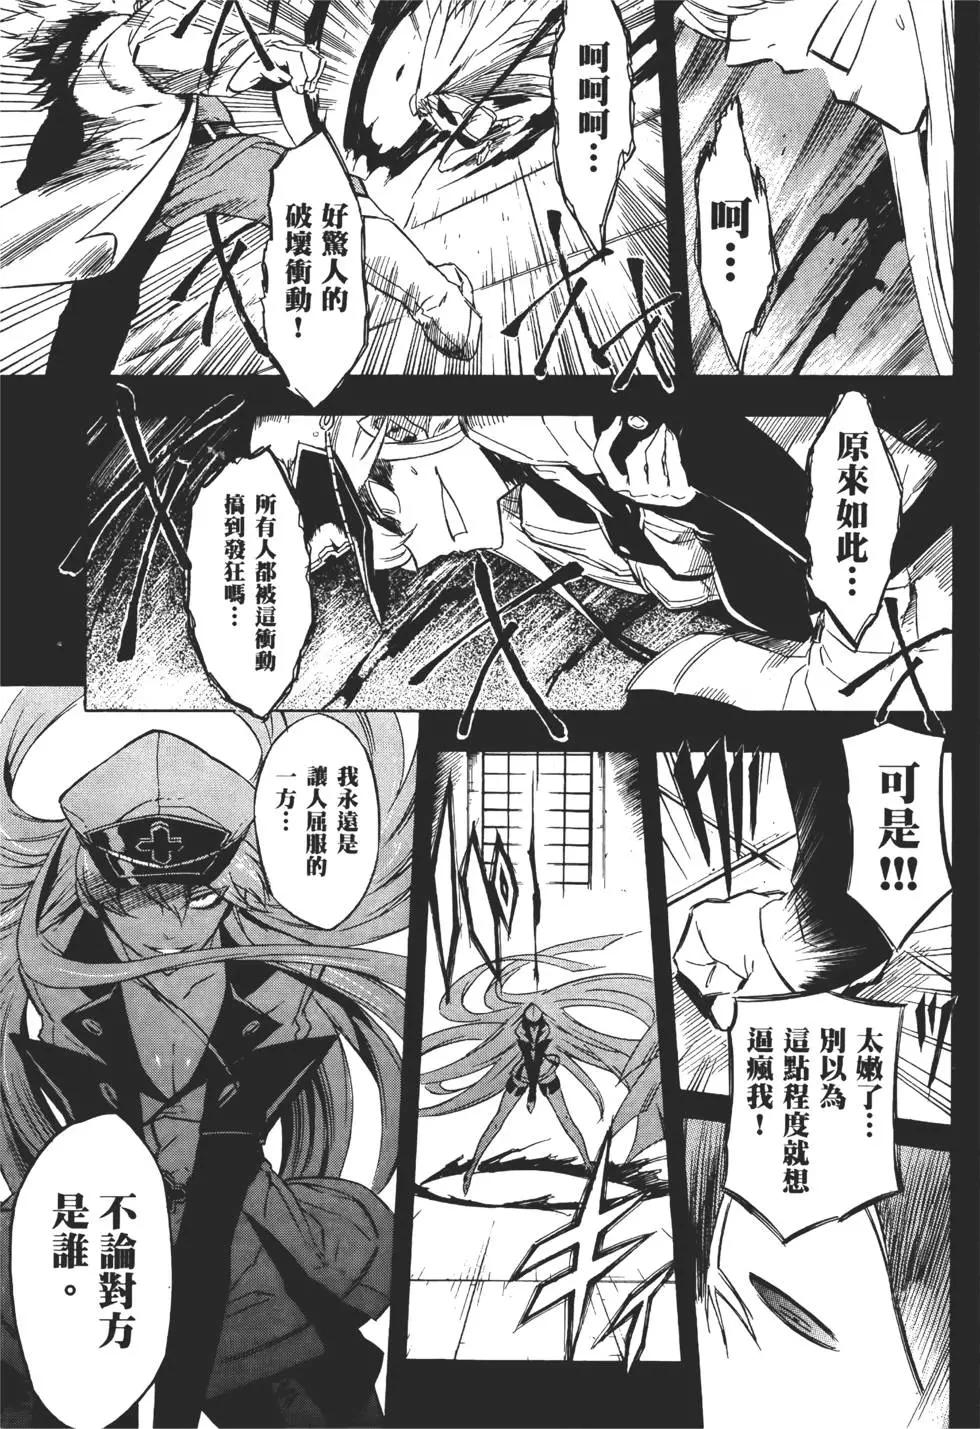 呵…
呵呵呵…
好驚人的
破壞衝動！
原來如此…
所有人都被這衝動
搞到發狂嗎…
可是!!!
太嫩了…
別以為
這點程度就想
逼瘋我！
我永遠是
讓人屈服的
一方…
不論對方
是誰。